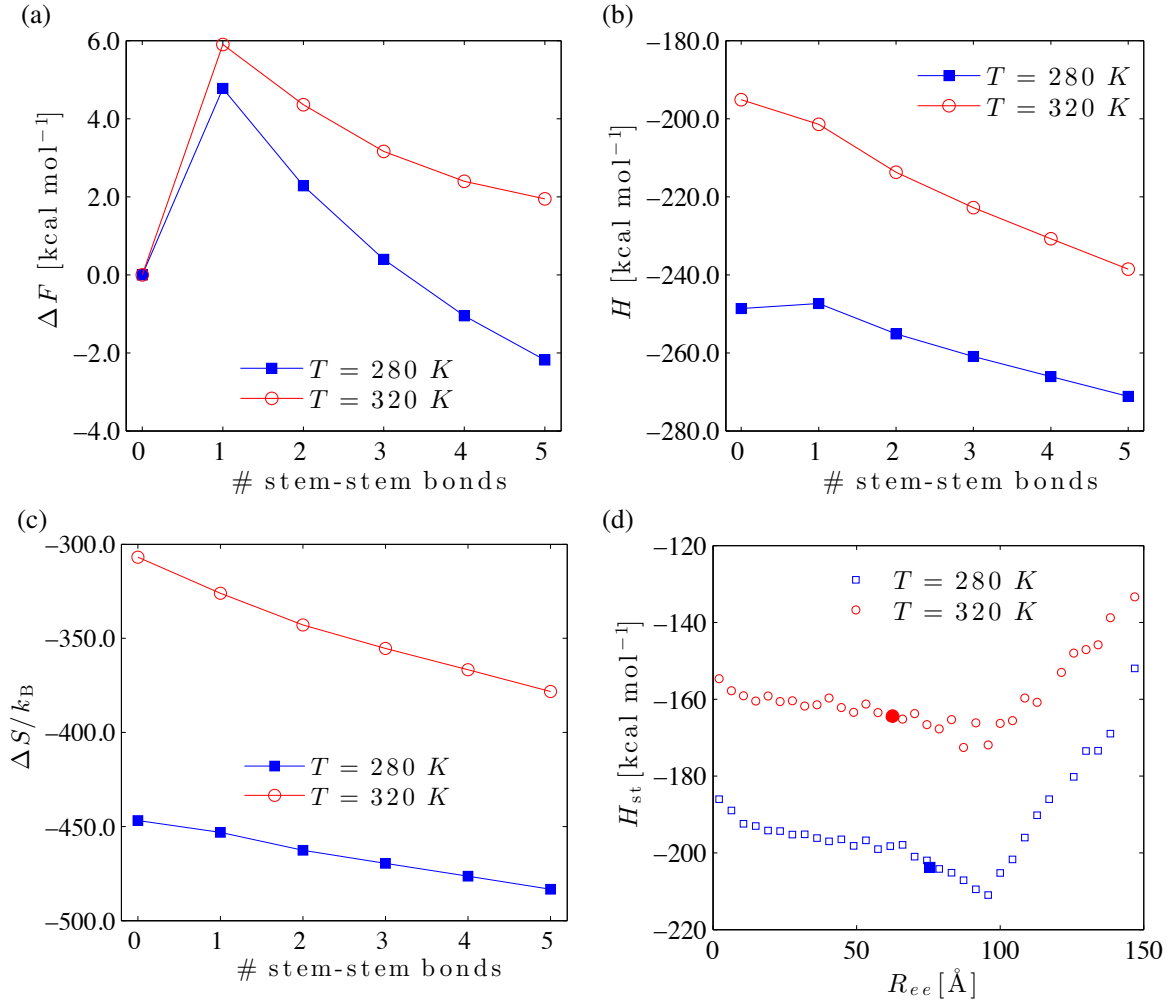 (a)
6.0
4.0
2.0
0.0
−2.0
−4.0
ΔF [kcal mol⁻¹]
T = 280 K
T = 320 K
0 1 2 3 4 5
# stem-stem bonds
(b)
−180.0
−200.0
−220.0
−240.0
−260.0
−280.0
H [kcal mol⁻¹]
T = 280 K
T = 320 K
0 1 2 3 4 5
# stem-stem bonds
(c)
−300.0
−350.0
−400.0
−450.0
−500.0
ΔS/k_B
T = 280 K
T = 320 K
0 1 2 3 4 5
# stem-stem bonds
(d)
−120
−140
−160
−180
−200
−220
H_st [kcal mol⁻¹]
T = 280 K
T = 320 K
0 50 100 150
R_ee [Å]